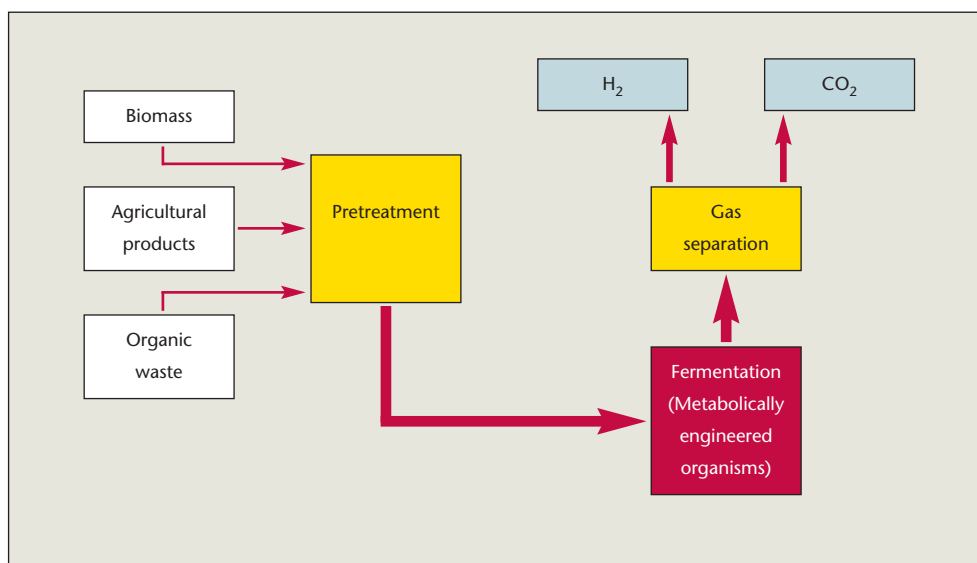 Biomass
Agricultural
products
Organic
waste
Pretreatment
H₂
CO₂
Gas
separation
Fermentation
(Metabolically
engineered
organisms)